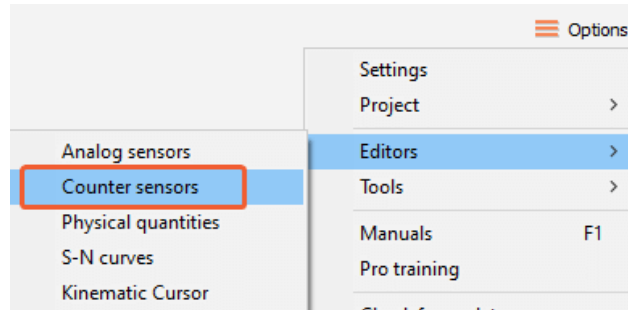 Options
Settings
Project
Editors
Tools
Manuals F1
Pro training
Analog sensors
Counter sensors
Physical quantities
S-N curves
Kinematic Cursor